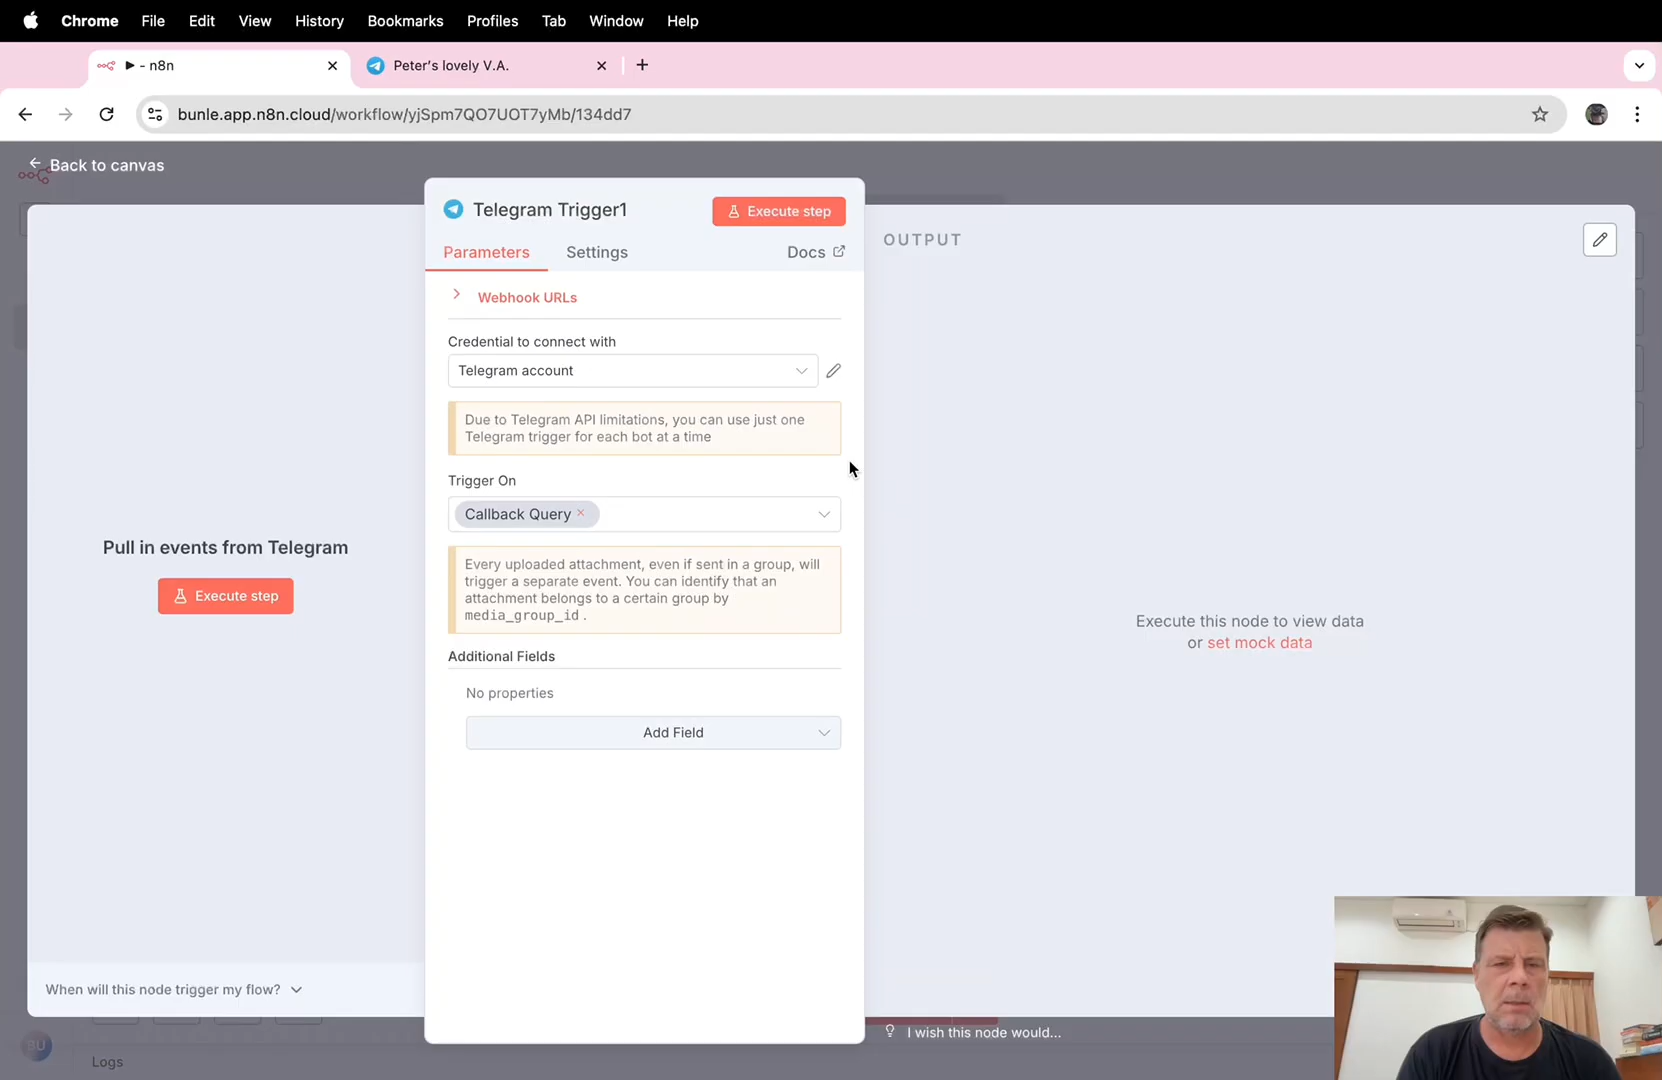 Chrome File Edit View History Bookmarks Profiles Tab Window Help
- n8n
Peter's lovely V.A.
bunle.app.n8n.cloud/workflow/yjSpm7QO7UOT7yMb/134dd7
Back to canvas
Telegram Trigger1
Execute step
Parameters
Settings
Docs
Webhook URLs
Credential to connect with
Telegram account
Due to Telegram API limitations, you can use just one
Telegram trigger for each bot at a time
Trigger On
Callback Query
Every uploaded attachment, even if sent in a group, will
trigger a separate event. You can identify that an
attachment belongs to a certain group by
media_group_id .
Additional Fields
No properties
Add Field
Pull in events from Telegram
Execute step
When will this node trigger my flow?
OUTPUT
Execute this node to view data
or set mock data
I wish this node would...
BU
Logs